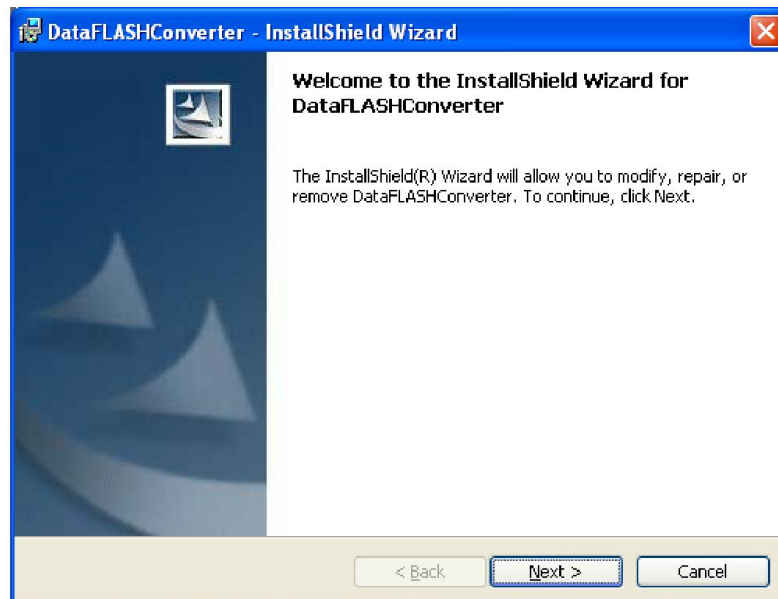 DataFLASHConverter - InstallShield Wizard
Welcome to the InstallShield Wizard for
DataFLASHConverter
The InstallShield(R) Wizard will allow you to modify, repair, or
remove DataFLASHConverter. To continue, click Next.
< Back
Next >
Cancel